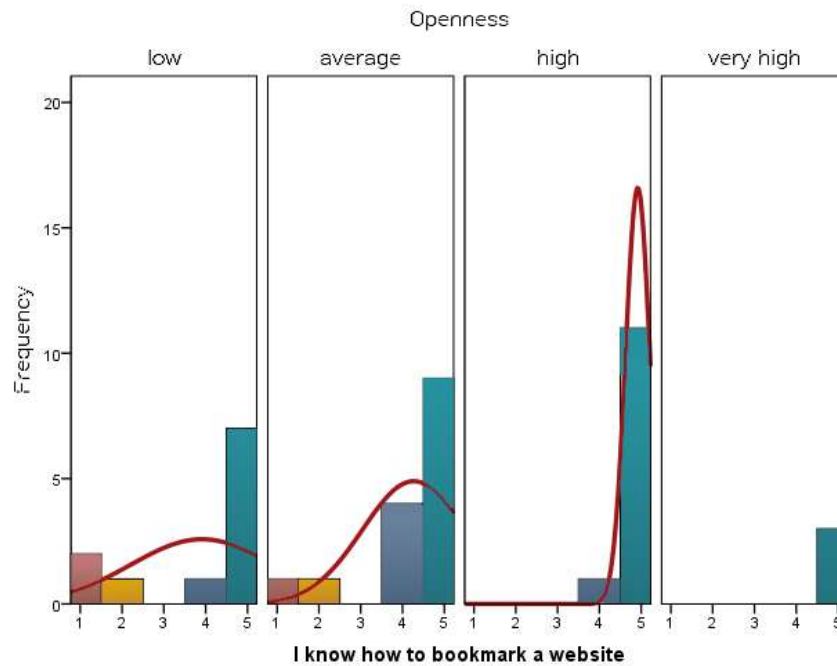 Openness
low average high very high
20
15
10
5
0
Frequency
1 2 3 4 5 1 2 3 4 5 1 2 3 4 5 1 2 3 4 5
I know how to bookmark a website